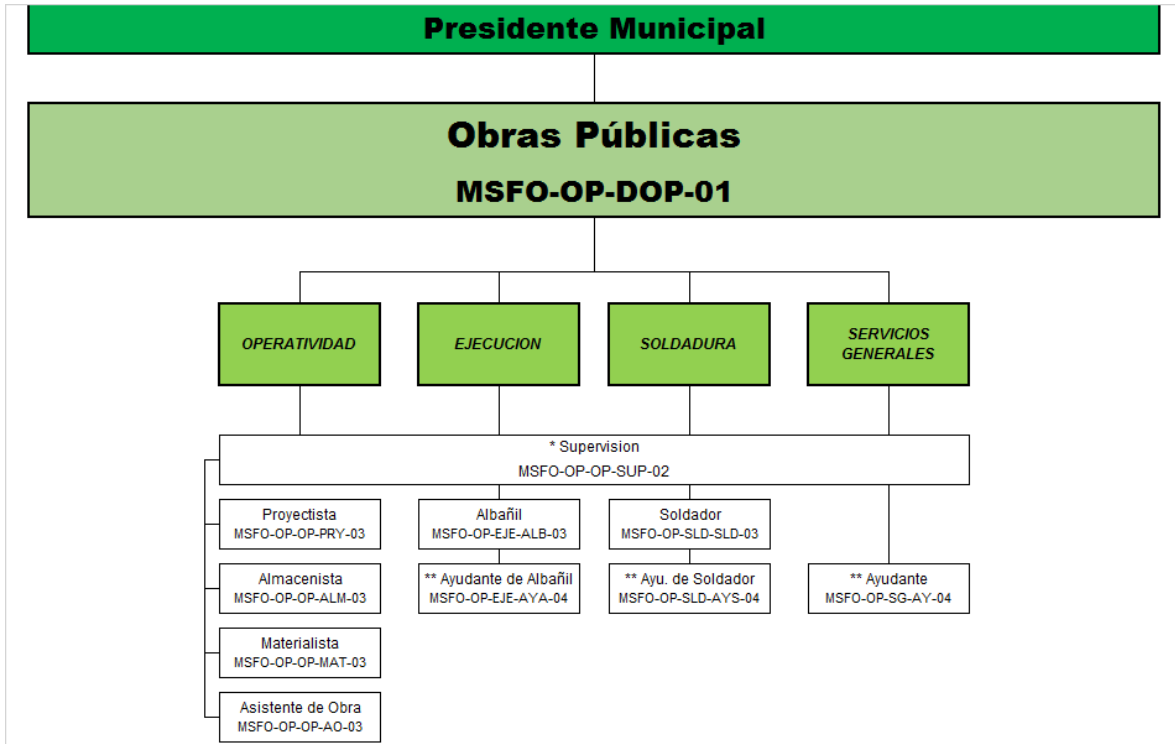 Presidente Municipal
Obras Públicas
MSFO-OP-DOP-01
OPERATIVIDAD
EJECUCION
SOLDADURA
SERVICIOS
GENERALES
* Supervision
MSFO-OP-OP-SUP-02
Proyectista
MSFO-OP-OP-PRY-03
Albañil
MSFO-OP-EJE-ALB-03
Soldador
MSFO-OP-SLD-SLD-03
Almacenista
MSFO-OP-OP-ALM-03
** Ayudante de Albañil
MSFO-OP-EJE-AYA-04
** Ayu. de Soldador
MSFO-OP-SLD-AYS-04
** Ayudante
MSFO-OP-SG-AY-04
Materialista
MSFO-OP-OP-MAT-03
Asistente de Obra
MSFO-OP-OP-AO-03